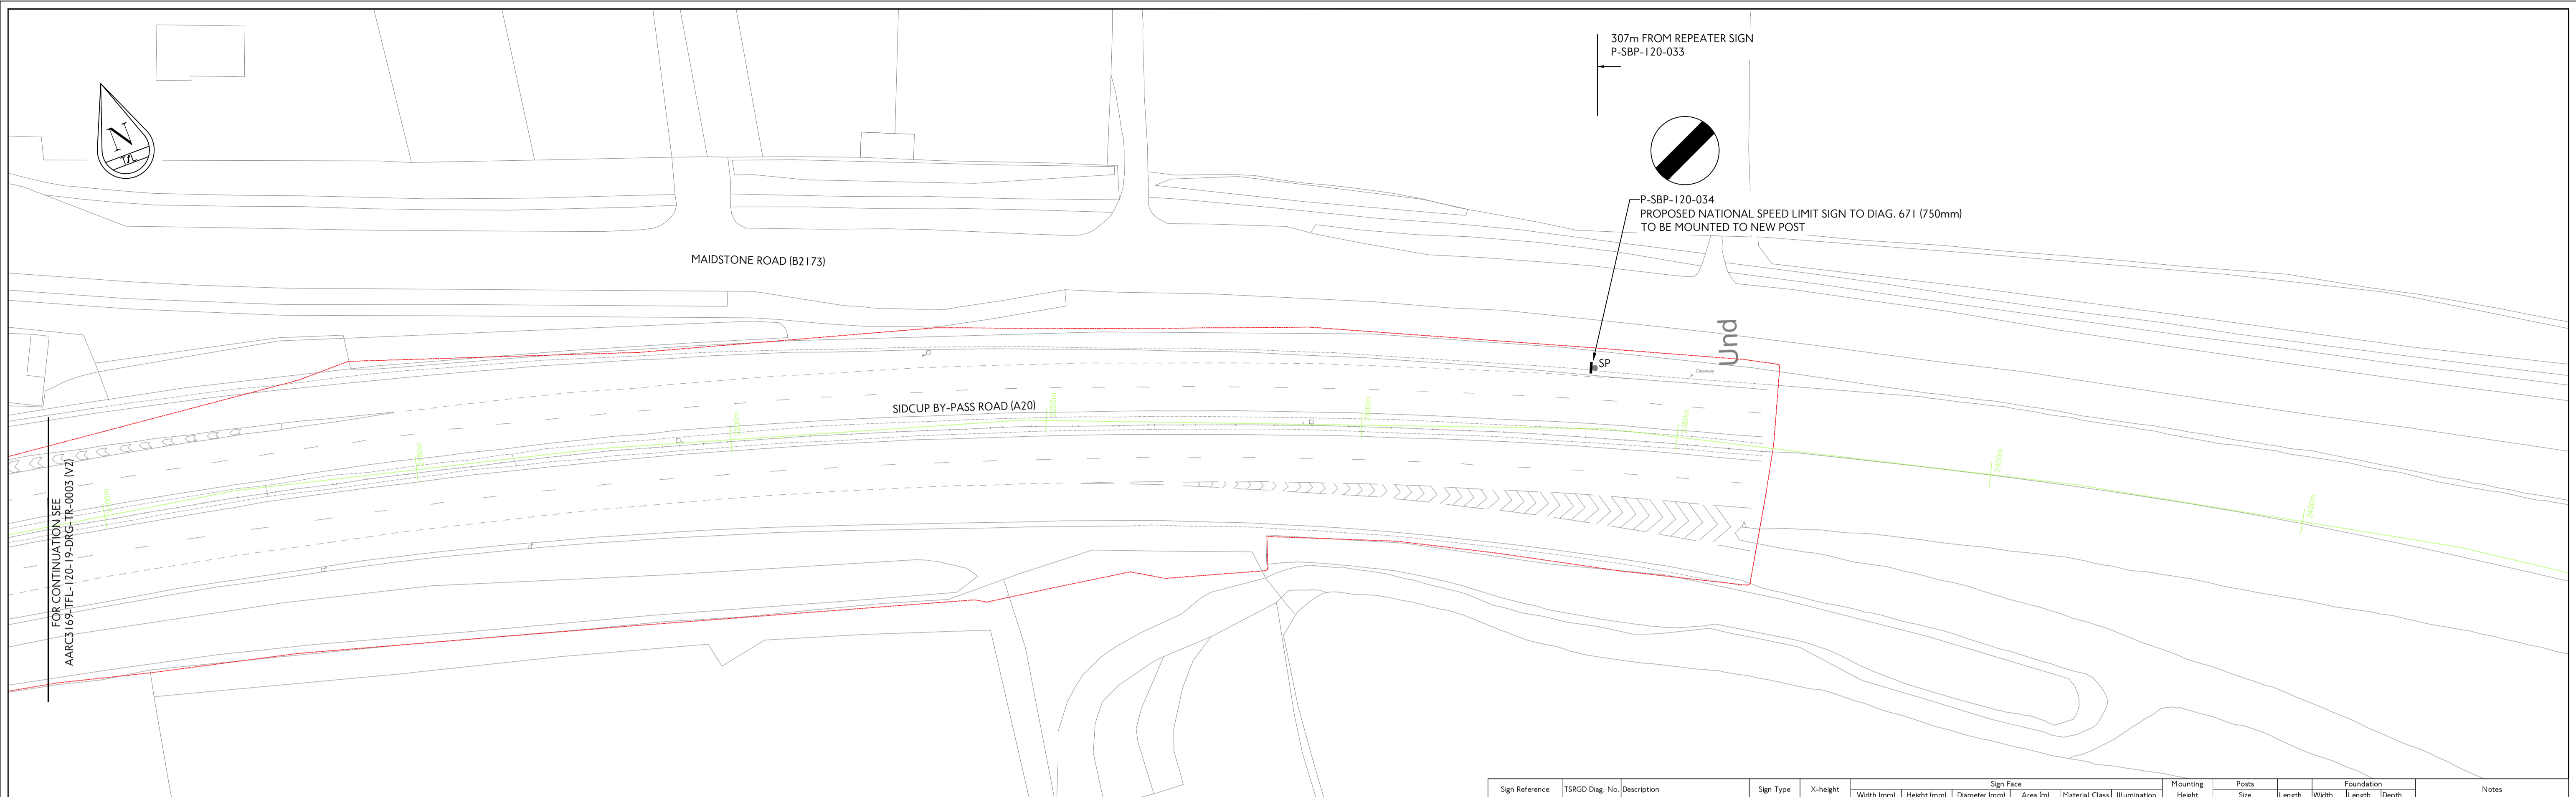 307m FROM REPEATER SIGN
P-SBP-120-033
N
TfL
P-SBP-120-034
PROPOSED NATIONAL SPEED LIMIT SIGN TO DIAG. 671 (750mm)
TO BE MOUNTED TO NEW POST
MAIDSTONE ROAD (B2173)
Und
SP
SIDCUP BY-PASS ROAD (A20)
2400m
2450m
FOR CONTINUATION SEE
AARC3169-TFL-120-119-DRG-TR-0003 (V2)
Sign Reference
TSRGD Diag. No.
Description
Sign Type
X-height
Sign Face
Width (mm)
Height (mm)
Diameter (mm)
Area (m)
Material Class
Illumination
Mounting
Height
Posts
Size
Length
Foundation
Width
Length
Depth
Notes